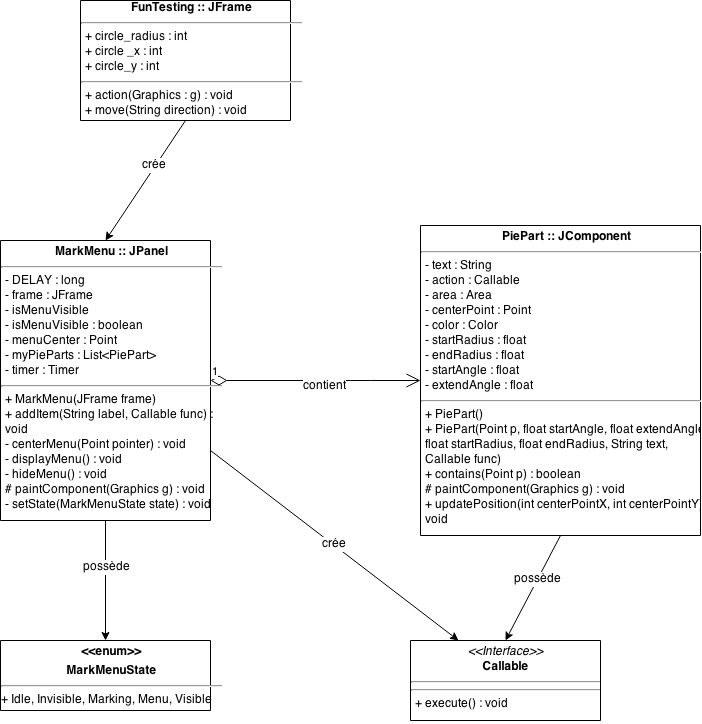 FunTesting :: JFrame
+ circle_radius : int
+ circle _x : int
+ circle_y : int
+ action(Graphics : g) : void
+ move(String direction) : void
crée
MarkMenu :: JPanel
- DELAY : long
- frame : JFrame
- isMenuVisible
- isMenuVisible : boolean
- menuCenter : Point
- myPieParts : List<PiePart>
- timer : Timer
+ MarkMenu(JFrame frame)
+ addItem(String label, Callable func) :
void
- centerMenu(Point pointer) : void
- displayMenu() : void
- hideMenu() : void
# paintComponent(Graphics g) : void
- setState(MarkMenuState state) : void
1
contient
PiePart :: JComponent
- text : String
- action : Callable
- area : Area
- centerPoint : Point
- color : Color
- startRadius : float
- endRadius : float
- startAngle : float
- extendAngle : float
+ PiePart()
+ PiePart(Point p, float startAngle, float extendAngle
float startRadius, float endRadius, String text,
Callable func)
+ contains(Point p) : boolean
# paintComponent(Graphics g) : void
+ updatePosition(int centerPointX, int centerPointY
void
possède
crée
possède
<<enum>>
MarkMenuState
+ Idle, Invisible, Marking, Menu, Visible
<<Interface>>
Callable
+ execute() : void